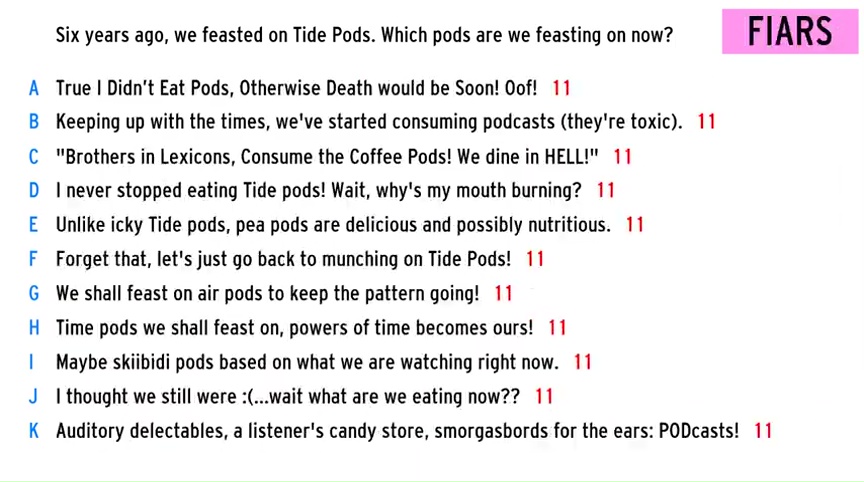 Six years ago, we feasted on Tide Pods. Which pods are we feasting on now?
FIARS
A True I Didn't Eat Pods, Otherwise Death would be Soon! Oof! 11
B Keeping up with the times, we've started consuming podcasts (they're toxic). 11
C "Brothers in Lexicons, Consume the Coffee Pods! We dine in HELL!" 11
D I never stopped eating Tide pods! Wait, why's my mouth burning? 11
E Unlike icky Tide pods, pea pods are delicious and possibly nutritious. 11
F Forget that, let's just go back to munching on Tide Pods! 11
G We shall feast on air pods to keep the pattern going! 11
H Time pods we shall feast on, powers of time becomes ours! 11
I Maybe skiibidi pods based on what we are watching right now. 11
J I thought we still were :(...wait what are we eating now?? 11
K Auditory delectables, a listener's candy store, smorgasbords for the ears: PODcasts! 11